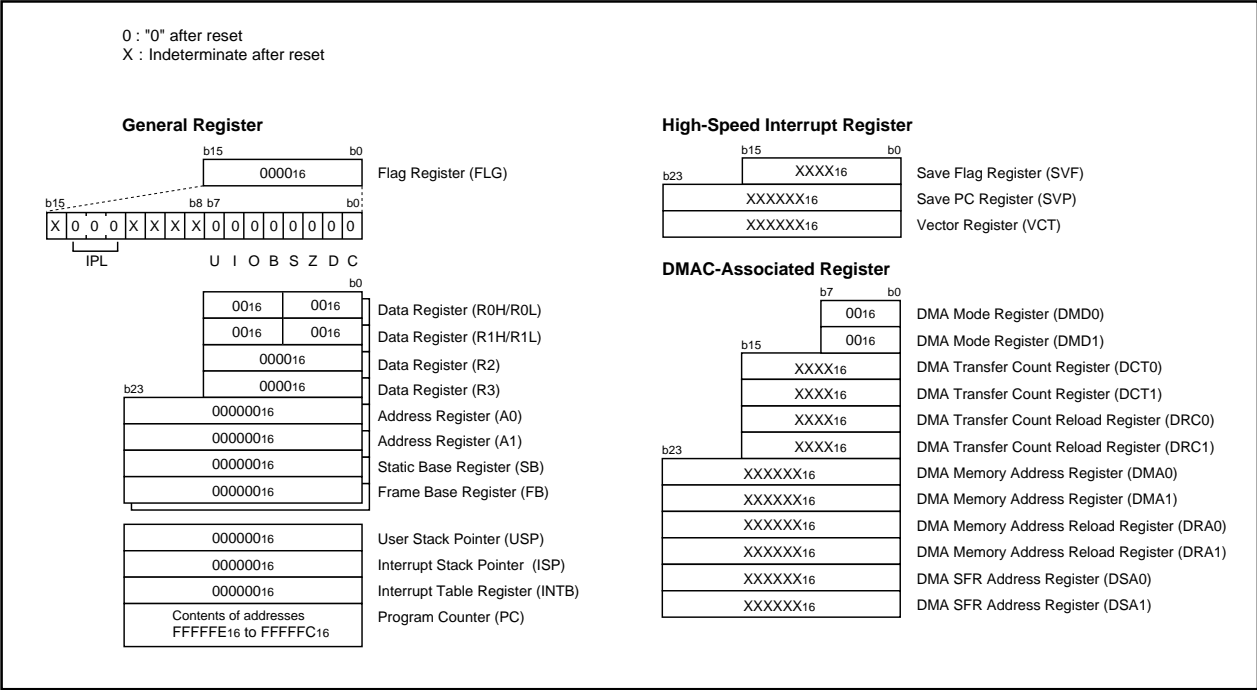 0 : "0" after reset
X : Indeterminate after reset
General Register
b15 b0
000016 Flag Register (FLG)
b15 b8 b7 b0
X 0 0 0 X X X X 0 0 0 0 0 0 0 0
IPL U I O B S Z D C
b0
0016 0016 Data Register (R0H/R0L)
0016 0016 Data Register (R1H/R1L)
000016 Data Register (R2)
000016 Data Register (R3)
b23
00000016 Address Register (A0)
00000016 Address Register (A1)
00000016 Static Base Register (SB)
00000016 Frame Base Register (FB)
00000016 User Stack Pointer (USP)
00000016 Interrupt Stack Pointer (ISP)
00000016 Interrupt Table Register (INTB)
Contents of addresses
FFFFFE16 to FFFFFC16
Program Counter (PC)
High-Speed Interrupt Register
b15 b0
XXXX16 Save Flag Register (SVF)
b23
XXXXXX16 Save PC Register (SVP)
XXXXXX16 Vector Register (VCT)
DMAC-Associated Register
b7 b0
0016 DMA Mode Register (DMD0)
0016 DMA Mode Register (DMD1)
b15
XXXX16 DMA Transfer Count Register (DCT0)
XXXX16 DMA Transfer Count Register (DCT1)
XXXX16 DMA Transfer Count Reload Register (DRC0)
XXXX16 DMA Transfer Count Reload Register (DRC1)
b23
XXXXXX16 DMA Memory Address Register (DMA0)
XXXXXX16 DMA Memory Address Register (DMA1)
XXXXXX16 DMA Memory Address Reload Register (DRA0)
XXXXXX16 DMA Memory Address Reload Register (DRA1)
XXXXXX16 DMA SFR Address Register (DSA0)
XXXXXX16 DMA SFR Address Register (DSA1)